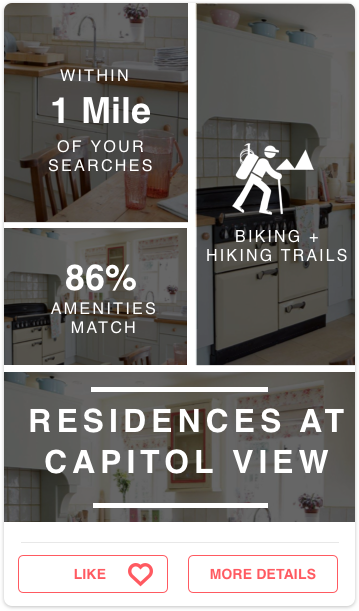 WITHIN
1 Mile
OF YOUR
SEARCHES
BIKING +
HIKING TRAILS
86%
AMENITIES
MATCH
RESIDENCES AT
CAPITOL VIEW
LIKE
MORE DETAILS